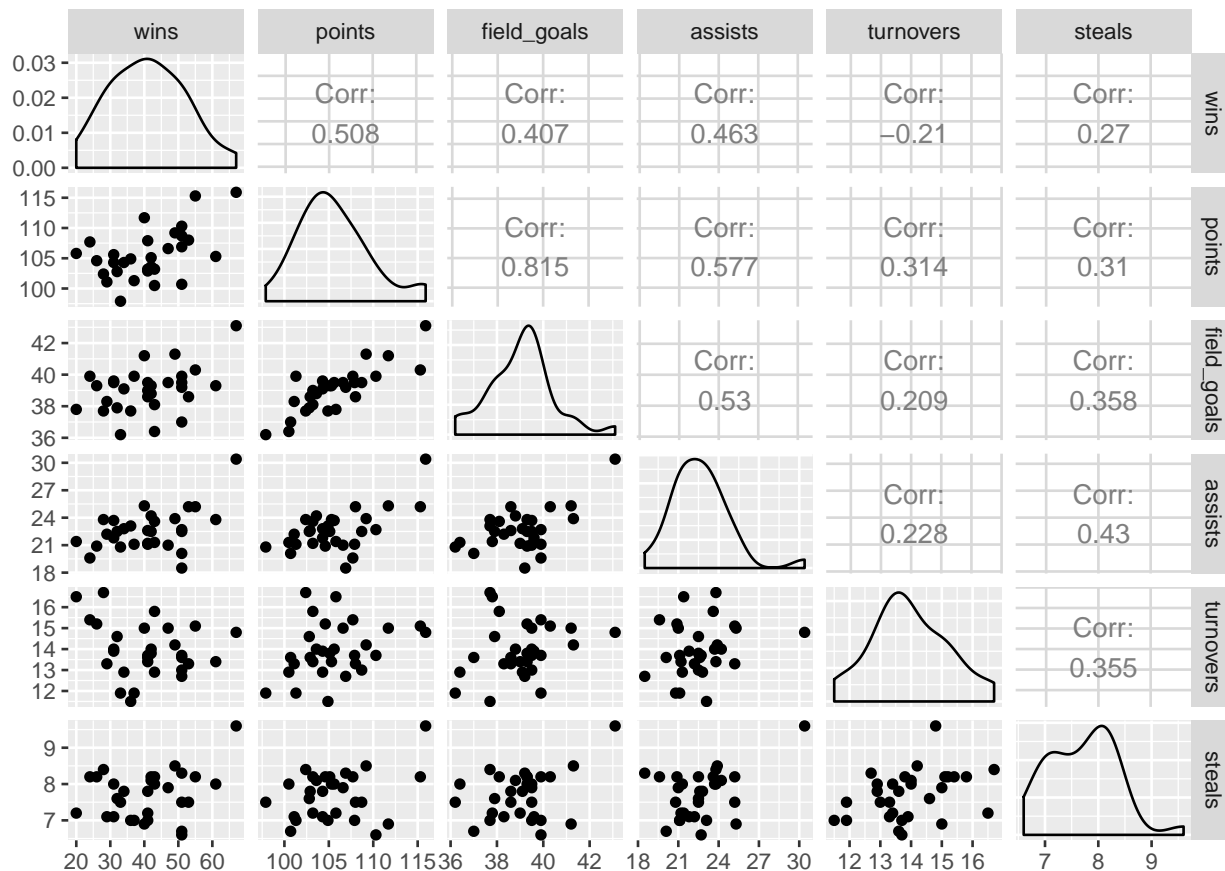 wins points field_goals assists turnovers steals
0.03
0.02
0.01
0.00
Corr: Corr: Corr: Corr: Corr:
0.508 0.407 0.463 −0.21 0.27
wins
115
110
105
100
Corr: Corr: Corr: Corr:
0.815 0.577 0.314 0.31
points
42
40
38
36
Corr: Corr: Corr:
0.53 0.209 0.358
field_goals
30
27
24
21
18
Corr: Corr:
0.228 0.43
assists
16
15
14
13
12
Corr:
0.355
turnovers
9
8
7
steals
20 30 40 50 60 100 105 110 115 36 38 40 42 18 21 24 27 30 12 13 14 15 16 7 8 9